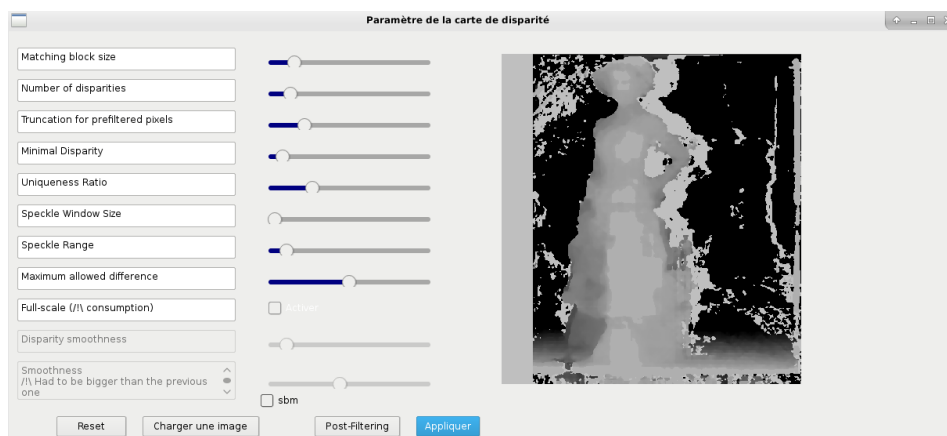 Paramètre de la carte de disparité
Matching block size
Number of disparities
Truncation for prefiltered pixels
Minimal Disparity
Uniqueness Ratio
Speckle Window Size
Speckle Range
Maximum allowed difference
Full-scale (/!\ consumption)
Activer
Disparity smoothness
Smoothness
/!\ Had to be bigger than the previous
one
sbm
Reset
Charger une image
Post-Filtering
Appliquer